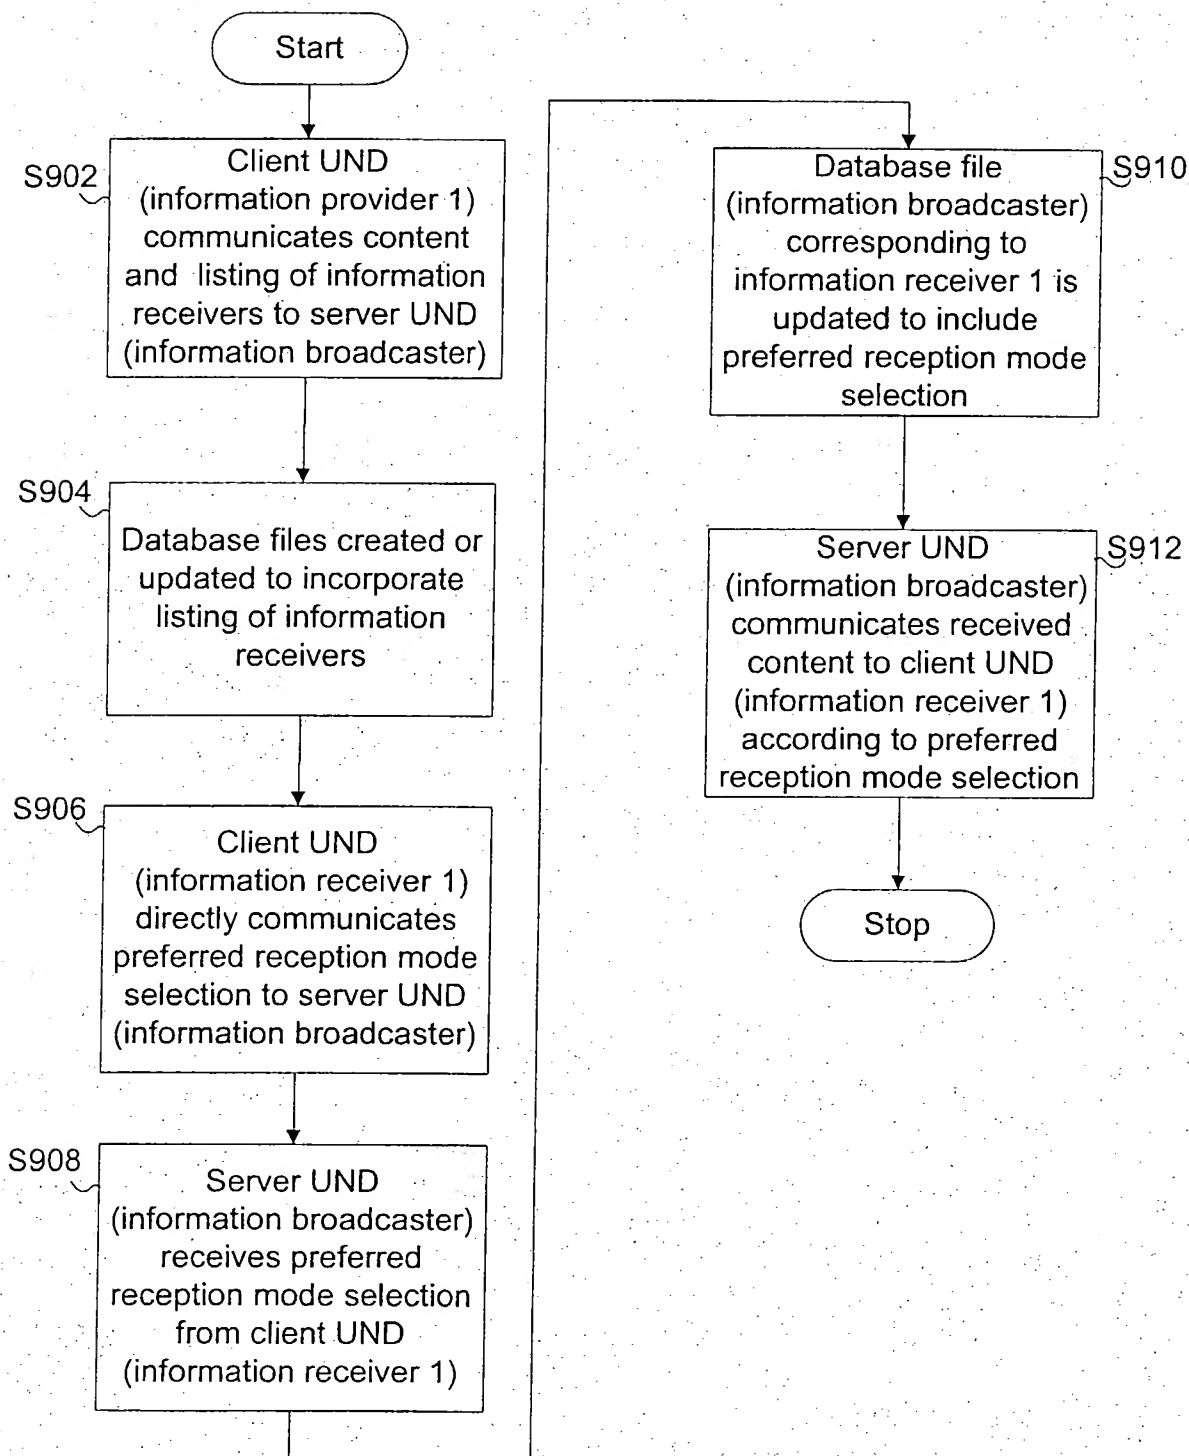 Start
S902
Client UND
(information provider 1)
communicates content
and listing of information
receivers to server UND
(information broadcaster)
S904
Database files created or
updated to incorporate
listing of information
receivers
S906
Client UND
(information receiver 1)
directly communicates
preferred reception mode
selection to server UND
(information broadcaster)
S908
Server UND
(information broadcaster)
receives preferred
reception mode selection
from client UND
(information receiver 1)
S910
Database file
(information broadcaster)
corresponding to
information receiver 1 is
updated to include
preferred reception mode
selection
S912
Server UND
(information broadcaster)
communicates received
content to client UND
(information receiver 1)
according to preferred
reception mode selection
Stop